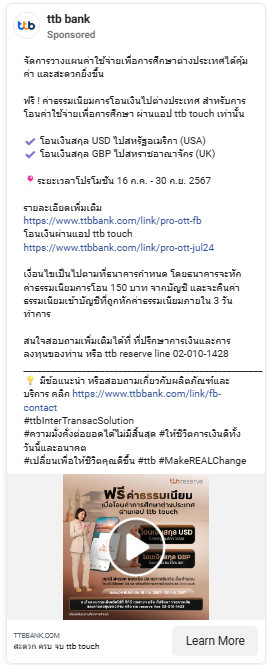 ttb bank
Sponsored
ttb
จัดการวางแผนค่าใช้จ่ายเพื่อการศึกษาต่างประเทศได้คุ้ม
ค่า และสะดวกยิ่งขึ้น
ฟรี ! ค่าธรรมเนียมการโอนเงินไปต่างประเทศ สำหรับการ
โอนค่าใช้จ่ายเพื่อการศึกษา ผ่านแอป ttb touch เท่านั้น
✔ โอนเงินสกุล USD ไปสหรัฐอเมริกา (USA)
✔ โอนเงินสกุล GBP ไปสหราชอาณาจักร (UK)
📍ระยะเวลาโปรโมชัน 16 ก.ค. - 30 ก.ย. 2567
รายละเอียดเพิ่มเติม
https://www.ttbbank.com/link/pro-ott-fb
โอนเงินผ่านแอป ttb touch
https://www.ttbbank.com/link/pro-ott-jul24
เงื่อนไขเป็นไปตามที่ธนาคารกำหนด โดยธนาคารจะหัก
ค่าธรรมเนียมการโอน 150 บาท จากบัญชี และจะคืนค่า
ธรรมเนียมเข้าบัญชีที่ถูกหักค่าธรรมเนียมภายใน 3 วัน
ทำการ
สนใจสอบถามเพิ่มเติมได้ที่ ที่ปรึกษาการเงินและการ
ลงทุนของท่าน หรือ ttb reserve line 02-010-1428
💡 มีข้อแนะนำ หรือสอบถามเกี่ยวกับผลิตภัณฑ์และ
บริการ คลิก https://www.ttbbank.com/link/fb-
contact
#ttbInterTransacSolution
#ความมั่งคั่งต่อยอดได้ไม่มีสิ้นสุด #ให้ชีวิตการเงินดีทั้ง
วันนี้และอนาคต
#เปลี่ยนเพื่อให้ชีวิตคุณดีขึ้น #ttb #MakeREALChange
ttb reserve
ฟรี ค่าธรรมเนียม
เมื่อโอนค่าการศึกษาต่างประเทศ
ผ่านแอป ttb touch
โอนเงินสกุล USD
โอนเงินสกุล GBP
TTBBANK.COM
สะดวก ครบ จบ ttb touch
Learn More